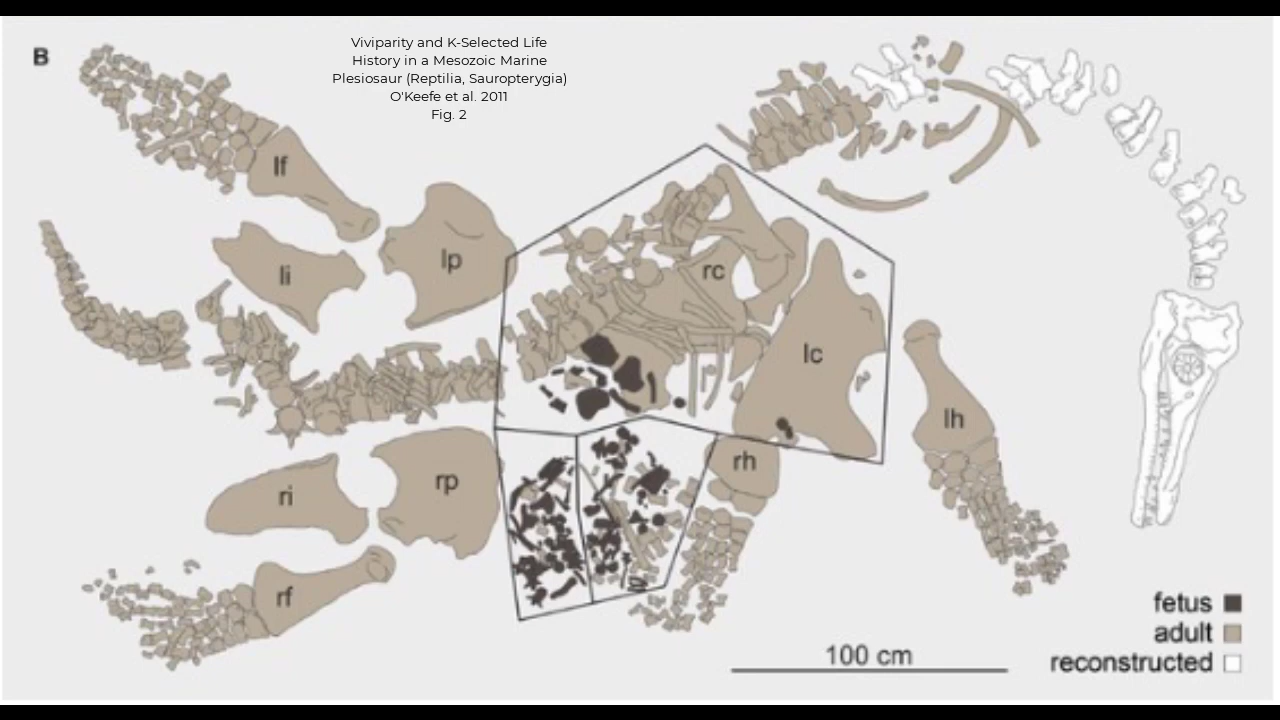 B
Viviparity and K-Selected Life
History in a Mesozoic Marine
Plesiosaur (Reptilia, Sauropterygia)
O'Keefe et al. 2011
Fig. 2
lf
li
lp
rc
lc
lh
rh
ri
rp
rf
fetus
adult
reconstructed
100 cm